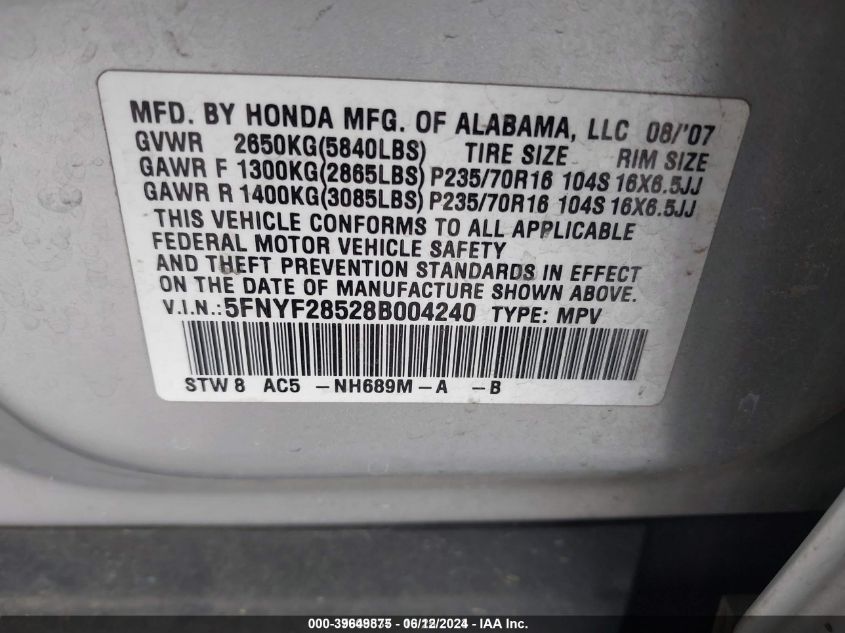 MFD. BY HONDA MFG. OF ALABAMA, LLC 08/'07
GVWR 2650KG(5840LBS) TIRE SIZE RIM SIZE
GAWR F 1300KG(2865LBS) P235/70R16 104S 16X6.5JJ
GAWR R 1400KG(3085LBS) P235/70R16 104S 16X6.5JJ
THIS VEHICLE CONFORMS TO ALL APPLICABLE
FEDERAL MOTOR VEHICLE SAFETY
AND THEFT PREVENTION STANDARDS IN EFFECT
ON THE DATE OF MANUFACTURE SHOWN ABOVE.
V.I.N.: 5FNYF28528B004240 TYPE: MPV
STW 8 AC5 -NH689M-A -B
000-39649875 - 06/12/2024 - IAA Inc.